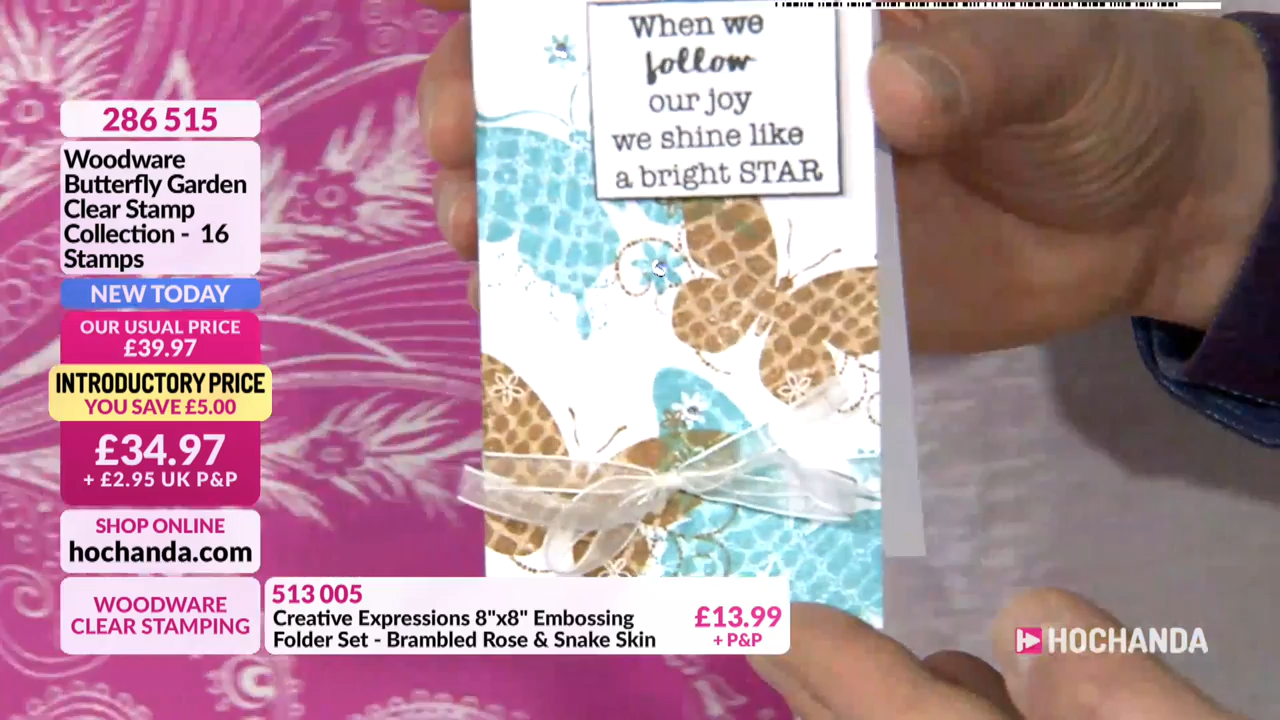 When we
follow
our joy
we shine like
a bright STAR
286 515
Woodware
Butterfly Garden
Clear Stamp
Collection - 16
Stamps
NEW TODAY
OUR USUAL PRICE
£39.97
INTRODUCTORY PRICE
YOU SAVE £5.00
£34.97
+ £2.95 UK P&P
SHOP ONLINE
hochanda.com
WOODWARE
CLEAR STAMPING
513 005
Creative Expressions 8"x8" Embossing
Folder Set - Brambled Rose & Snake Skin
£13.99
+ P&P
HOCHANDA